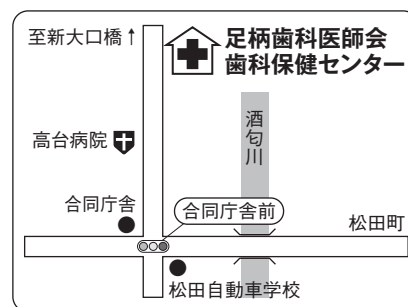 至新大口橋↑
足柄歯科医師会
歯科保健センター
酒匂川
高台病院
合同庁舎
合同庁舎前
松田町
松田自動車学校